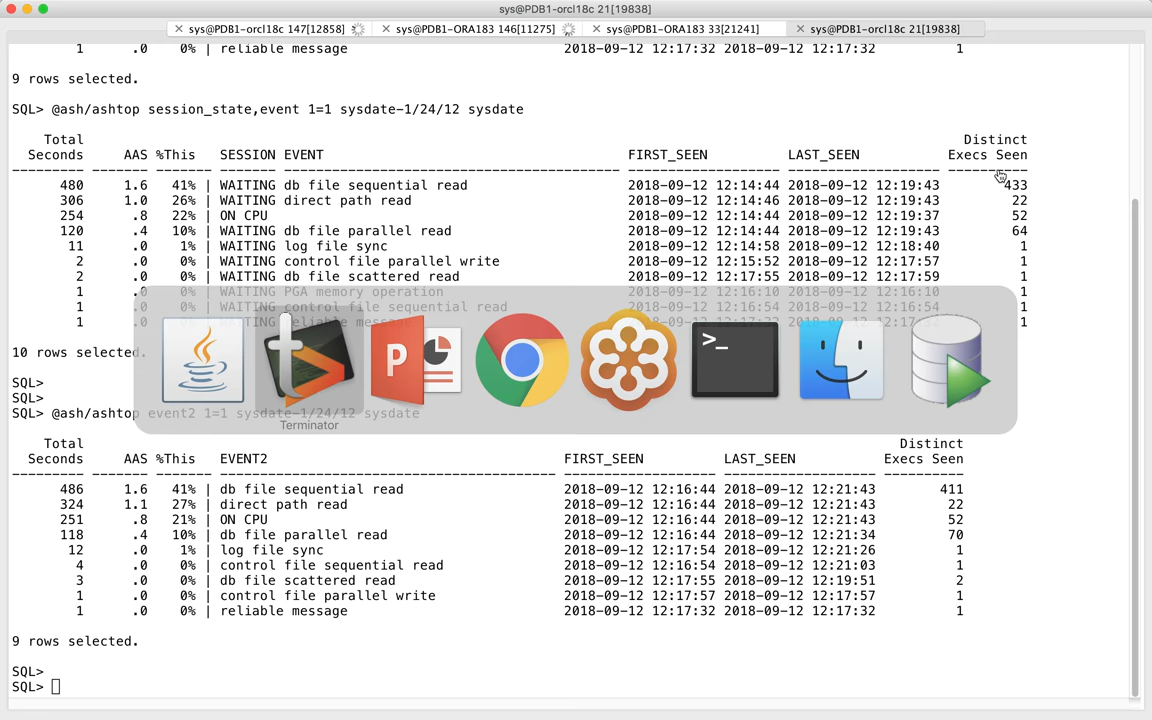 sys@PDB1-orcl18c 21[19838]
sys@PDB1-orcl18c 147[12858] sys@PDB1-ORA183 146[11275] sys@PDB1-ORA183 33[21241] sys@PDB1-orcl18c 21[19838]
1 .0 0% | reliable message 2018-09-12 12:17:32 2018-09-12 12:17:32 1
9 rows selected.
SQL> @ash/ashtop session_state,event 1=1 sysdate-1/24/12 sysdate
Total Distinct
Seconds AAS %This SESSION EVENT FIRST_SEEN LAST_SEEN Execs Seen
--------- ------- ------- ------- ------------------------------------------ ------------------- ------------------- ----------
480 1.6 41% | WAITING db file sequential read 2018-09-12 12:14:44 2018-09-12 12:19:43 433
306 1.0 26% | WAITING direct path read 2018-09-12 12:14:46 2018-09-12 12:19:43 22
254 .8 22% | ON CPU 2018-09-12 12:14:44 2018-09-12 12:19:37 52
120 .4 10% | WAITING db file parallel read 2018-09-12 12:14:44 2018-09-12 12:19:43 64
11 .0 1% | WAITING log file sync 2018-09-12 12:14:58 2018-09-12 12:18:40 1
2 .0 0% | WAITING control file parallel write 2018-09-12 12:15:52 2018-09-12 12:17:57 1
2 .0 0% | WAITING db file scattered read 2018-09-12 12:17:55 2018-09-12 12:17:59 1
1 .0 0% | WAITING PGA memory operation 2018-09-12 12:16:10 2018-09-12 12:16:10 1
1 0% | WAITING control file sequential read 2018-09-12 12:16:54 2018-09-12 12:16:54 1
1 1
10 rows selected.
SQL>
SQL>
SQL> @ash/ashtop event2 1=1 sysdate-1/24/12 sysdate
P
>_
Terminator
Total Distinct
Seconds AAS %This EVENT2 FIRST_SEEN LAST_SEEN Execs Seen
--------- ------- ------- ------------------------------------------ ------------------- ------------------- ----------
486 1.6 41% | db file sequential read 2018-09-12 12:16:44 2018-09-12 12:21:43 411
324 1.1 27% | direct path read 2018-09-12 12:16:44 2018-09-12 12:21:43 22
251 .8 21% | ON CPU 2018-09-12 12:16:44 2018-09-12 12:21:43 52
118 .4 10% | db file parallel read 2018-09-12 12:16:44 2018-09-12 12:21:34 70
12 .0 1% | log file sync 2018-09-12 12:17:54 2018-09-12 12:21:26 1
4 .0 0% | control file sequential read 2018-09-12 12:16:54 2018-09-12 12:21:03 1
3 .0 0% | db file scattered read 2018-09-12 12:17:55 2018-09-12 12:19:51 2
1 .0 0% | control file parallel write 2018-09-12 12:17:57 2018-09-12 12:17:57 1
1 .0 0% | reliable message 2018-09-12 12:17:32 2018-09-12 12:17:32 1
9 rows selected.
SQL>
SQL>